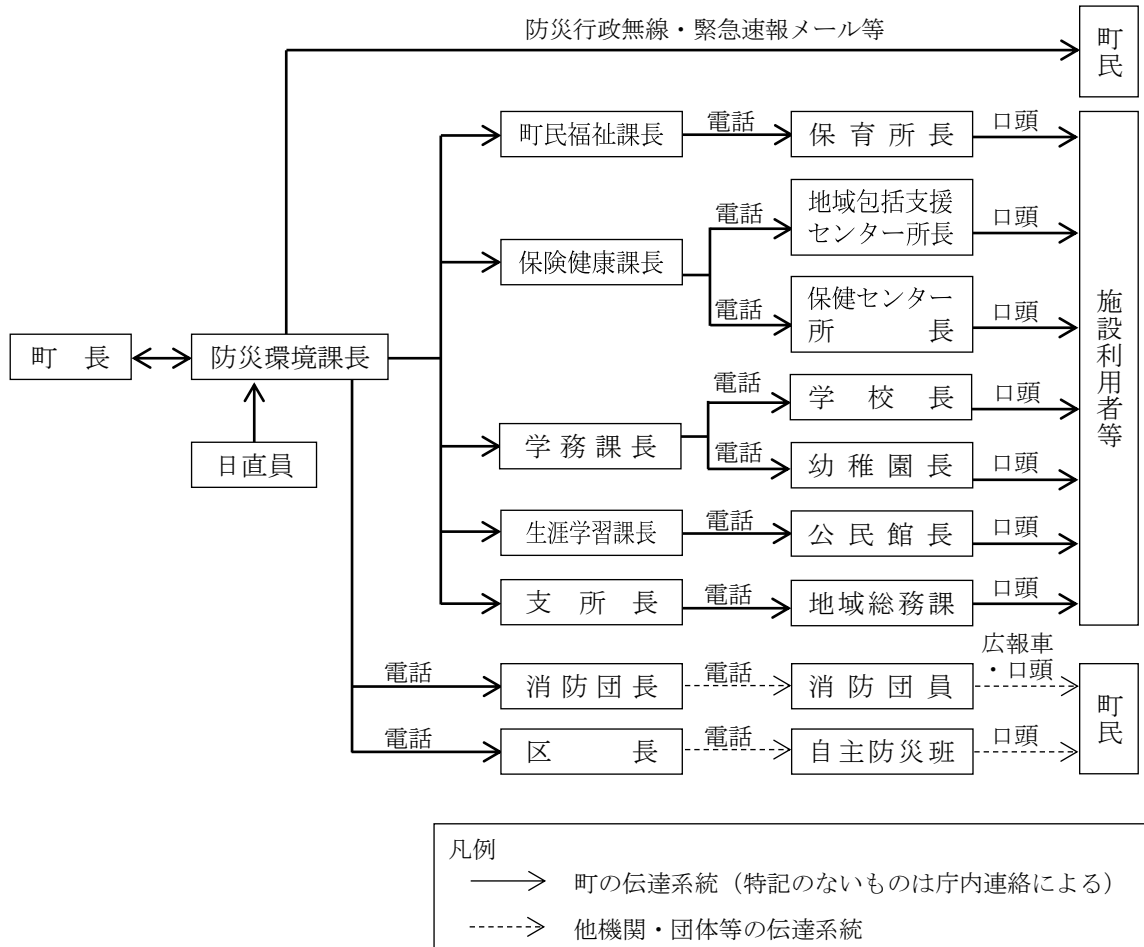 防災行政無線・緊急速報メール等
町民
町民福祉課長
電話
保育所長
口頭
保険健康課長
電話
地域包括支援
センター所長
口頭
電話
保健センター
所長
口頭
施設利用者等
町長
防災環境課長
日直員
学務課長
電話
学校長
口頭
電話
幼稚園長
口頭
生涯学習課長
電話
公民館長
口頭
支所長
電話
地域総務課
口頭
電話
消防団長
電話
消防団員
広報車
・口頭
町民
電話
区長
電話
自主防災班
口頭
凡例
町の伝達系統（特記のないものは庁内連絡による）
他機関・団体等の伝達系統